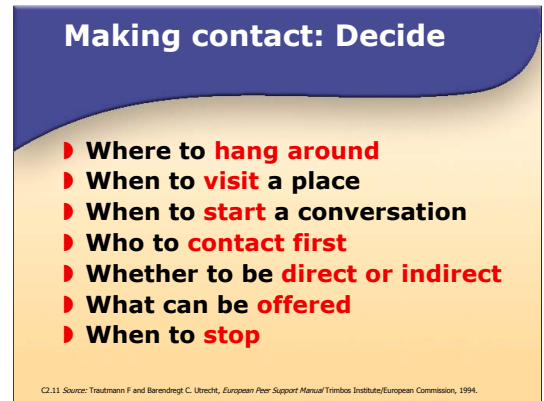 Making contact: Decide
Where to hang around
When to visit a place
When to start a conversation
Who to contact first
Whether to be direct or indirect
What can be offered
When to stop
C2.11 Source: Trautmann F and Barendregt C. Utrecht, European Peer Support Manual Trimbos Institute/European Commission, 1994.